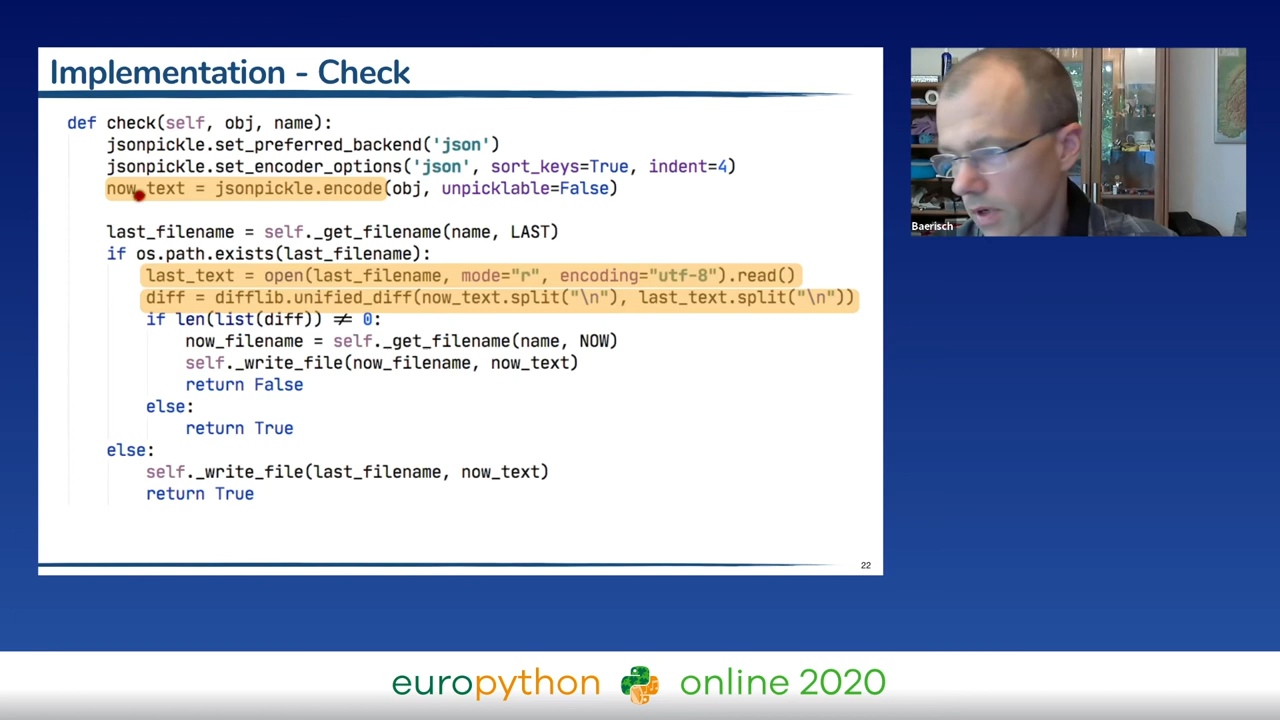 Implementation - Check
def check(self, obj, name):
    jsonpickle.set_preferred_backend('json')
    jsonpickle.set_encoder_options('json', sort_keys=True, indent=4)
    now_text = jsonpickle.encode(obj, unpicklable=False)
    last_filename = self._get_filename(name, LAST)
    if os.path.exists(last_filename):
        last_text = open(last_filename, mode="r", encoding="utf-8").read()
        diff = difflib.unified_diff(now_text.split("\n"), last_text.split("\n"))
        if len(list(diff)) ≠ 0:
            now_filename = self._get_filename(name, NOW)
            self._write_file(now_filename, now_text)
            return False
        else:
            return True
    else:
        self._write_file(last_filename, now_text)
        return True
22
Baerisch
europython online 2020